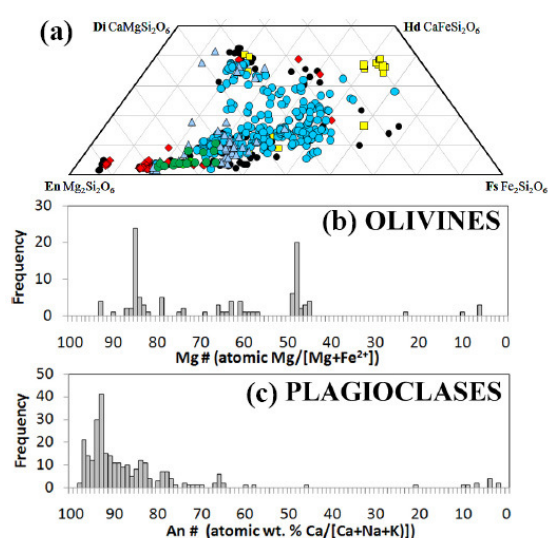 (a)
Di CaMgSi₂O₆
Hd CaFeSi₂O₆
En Mg₂Si₂O₆
Fs Fe₂Si₂O₆
30
20
10
0
Frequency
(b) OLIVINES
100 90 80 70 60 50 40 30 20 10 0
Mg # (atomic Mg/[Mg+Fe²⁺])
50
40
30
20
10
0
Frequency
(c) PLAGIOCLASES
100 90 80 70 60 50 40 30 20 10 0
An # (atomic wt. % Ca/[Ca+Na+K])